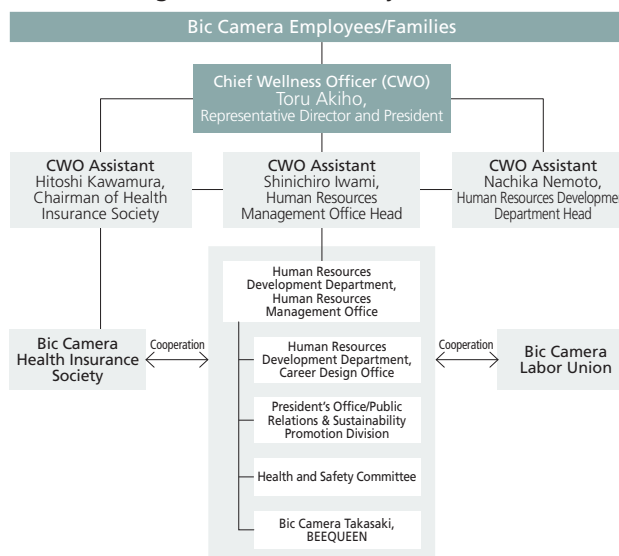 Bic Camera Employees/Families
Chief Wellness Officer (CWO)
Toru Akiho,
Representative Director and President
CWO Assistant
Hitoshi Kawamura,
Chairman of Health
Insurance Society
CWO Assistant
Shinichiro Iwami,
Human Resources
Management Office Head
CWO Assistant
Nachika Nemoto,
Human Resources Developme
Department Head
Human Resources
Development Department,
Human Resources
Management Office
Bic Camera
Health Insurance
Society
Cooperation
Human Resources
Development Department,
Career Design Office
Cooperation
Bic Camera
Labor Union
President's Office/Public
Relations & Sustainability
Promotion Division
Health and Safety Committee
Bic Camera Takasaki,
BEEQUEEN